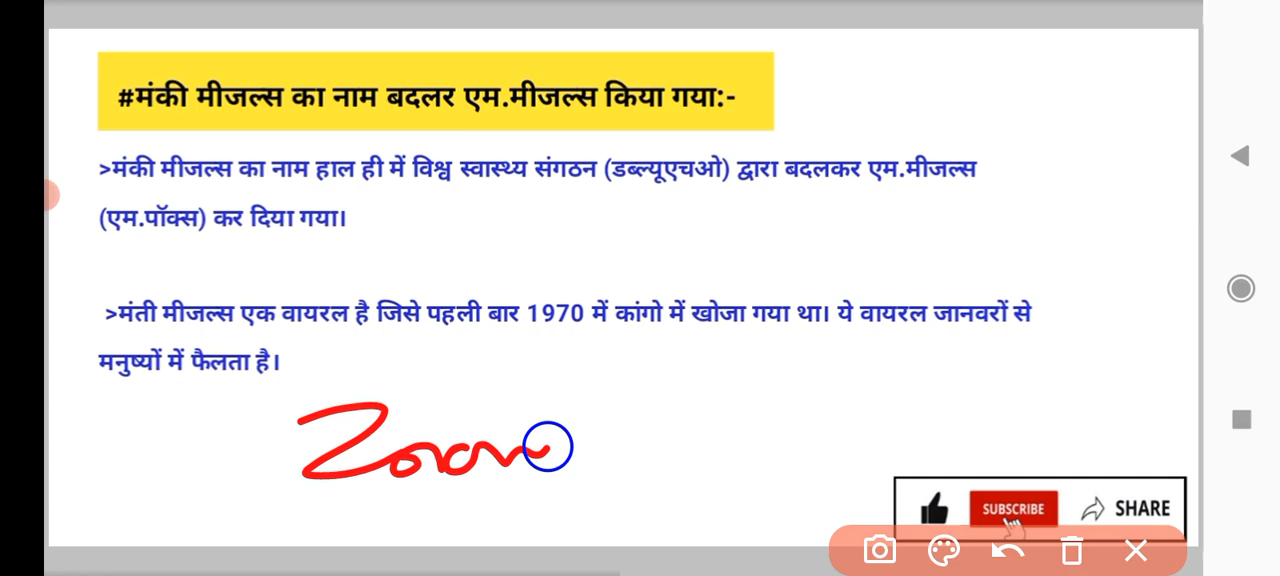 #मंकी मीजल्स का नाम बदलर एम.मीजल्स किया गया:-
>मंकी मीजल्स का नाम हाल ही में विश्व स्वास्थ्य संगठन (डब्ल्यूएचओ) द्वारा बदलकर एम.मीजल्स
(एम.पॉक्स) कर दिया गया।
>मंती मीजल्स एक वायरल है जिसे पहली बार 1970 में कांगो में खोजा गया था। ये वायरल जानवरों से
मनुष्यों में फैलता है।
SUBSCRIBE SHARE